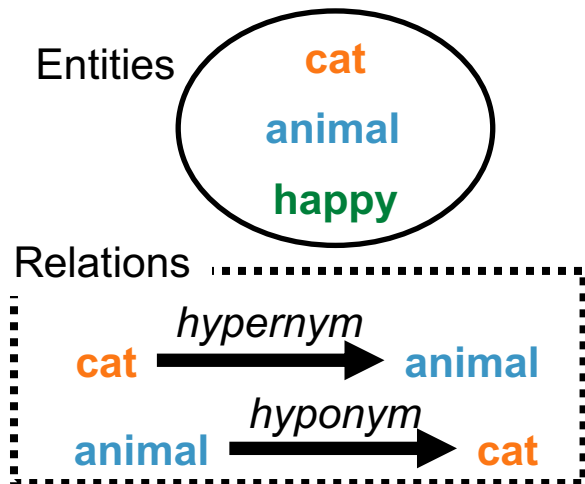 Entities
cat
animal
happy
Relations
hypernym
cat animal
hyponym
animal cat